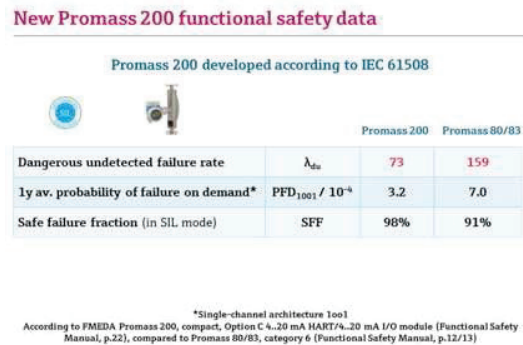 New Promass 200 functional safety data
Promass 200 developed according to IEC 61508
SIL
Promass 200 Promass 80/83
Dangerous undetected failure rate λdu 73 159
1y av. probability of failure on demand* PFD1oo1 / 10⁻⁴ 3.2 7.0
Safe failure fraction (in SIL mode) SFF 98% 91%
*Single-channel architecture 1oo1
According to FMEDA Promass 200, compact, Option C 4..20 mA HART/4..20 mA I/O module (Functional Safety
Manual, p.22), compared to Promass 80/83, category 6 (Functional Safety Manual, p.12/13)